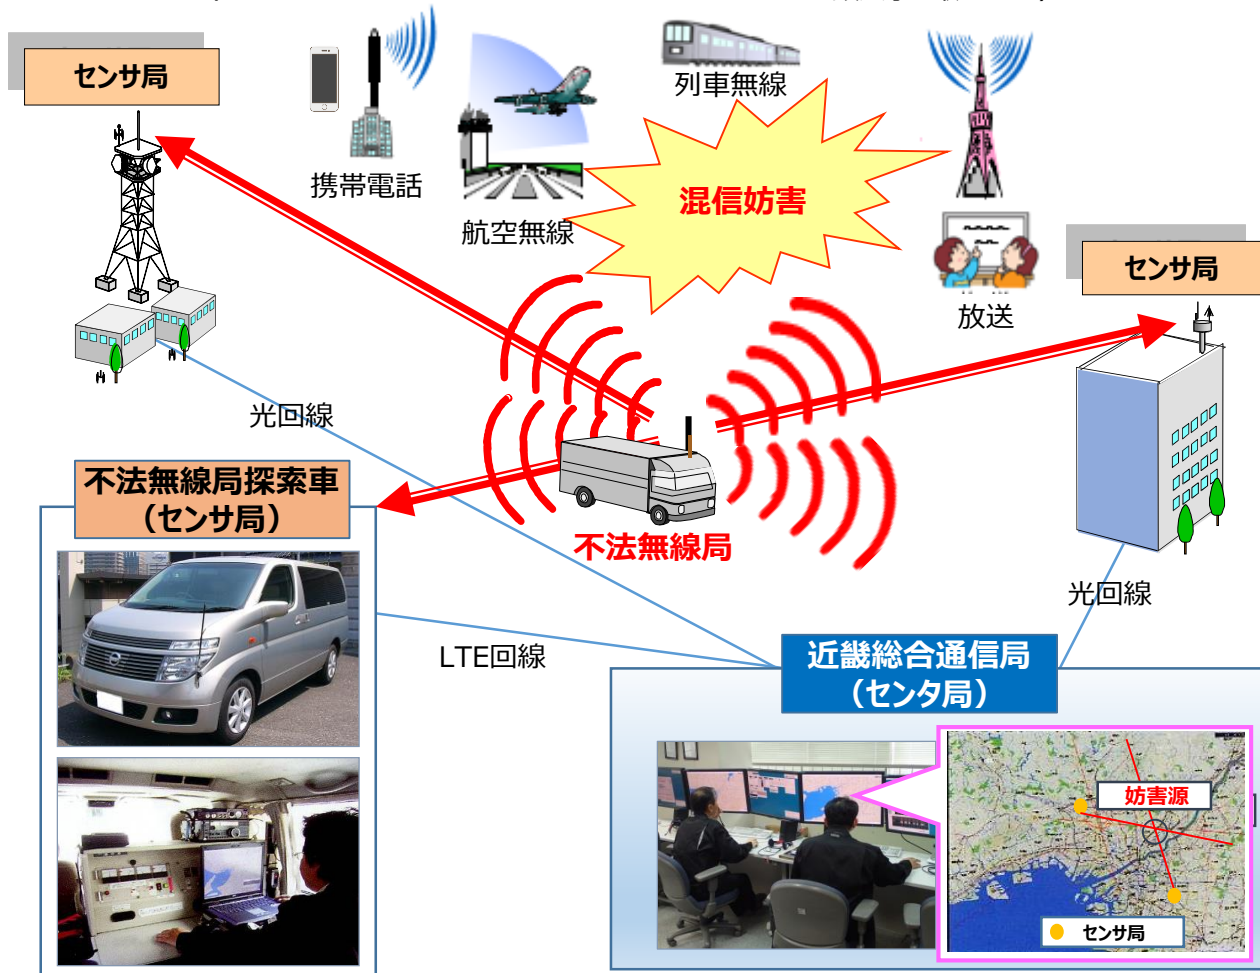 センサ局
列車無線
携帯電話
混信妨害
航空無線
センサ局
放送
光回線
不法無線局探索車
（センサ局）
不法無線局
光回線
LTE回線
近畿総合通信局
（センタ局）
妨害源
センサ局